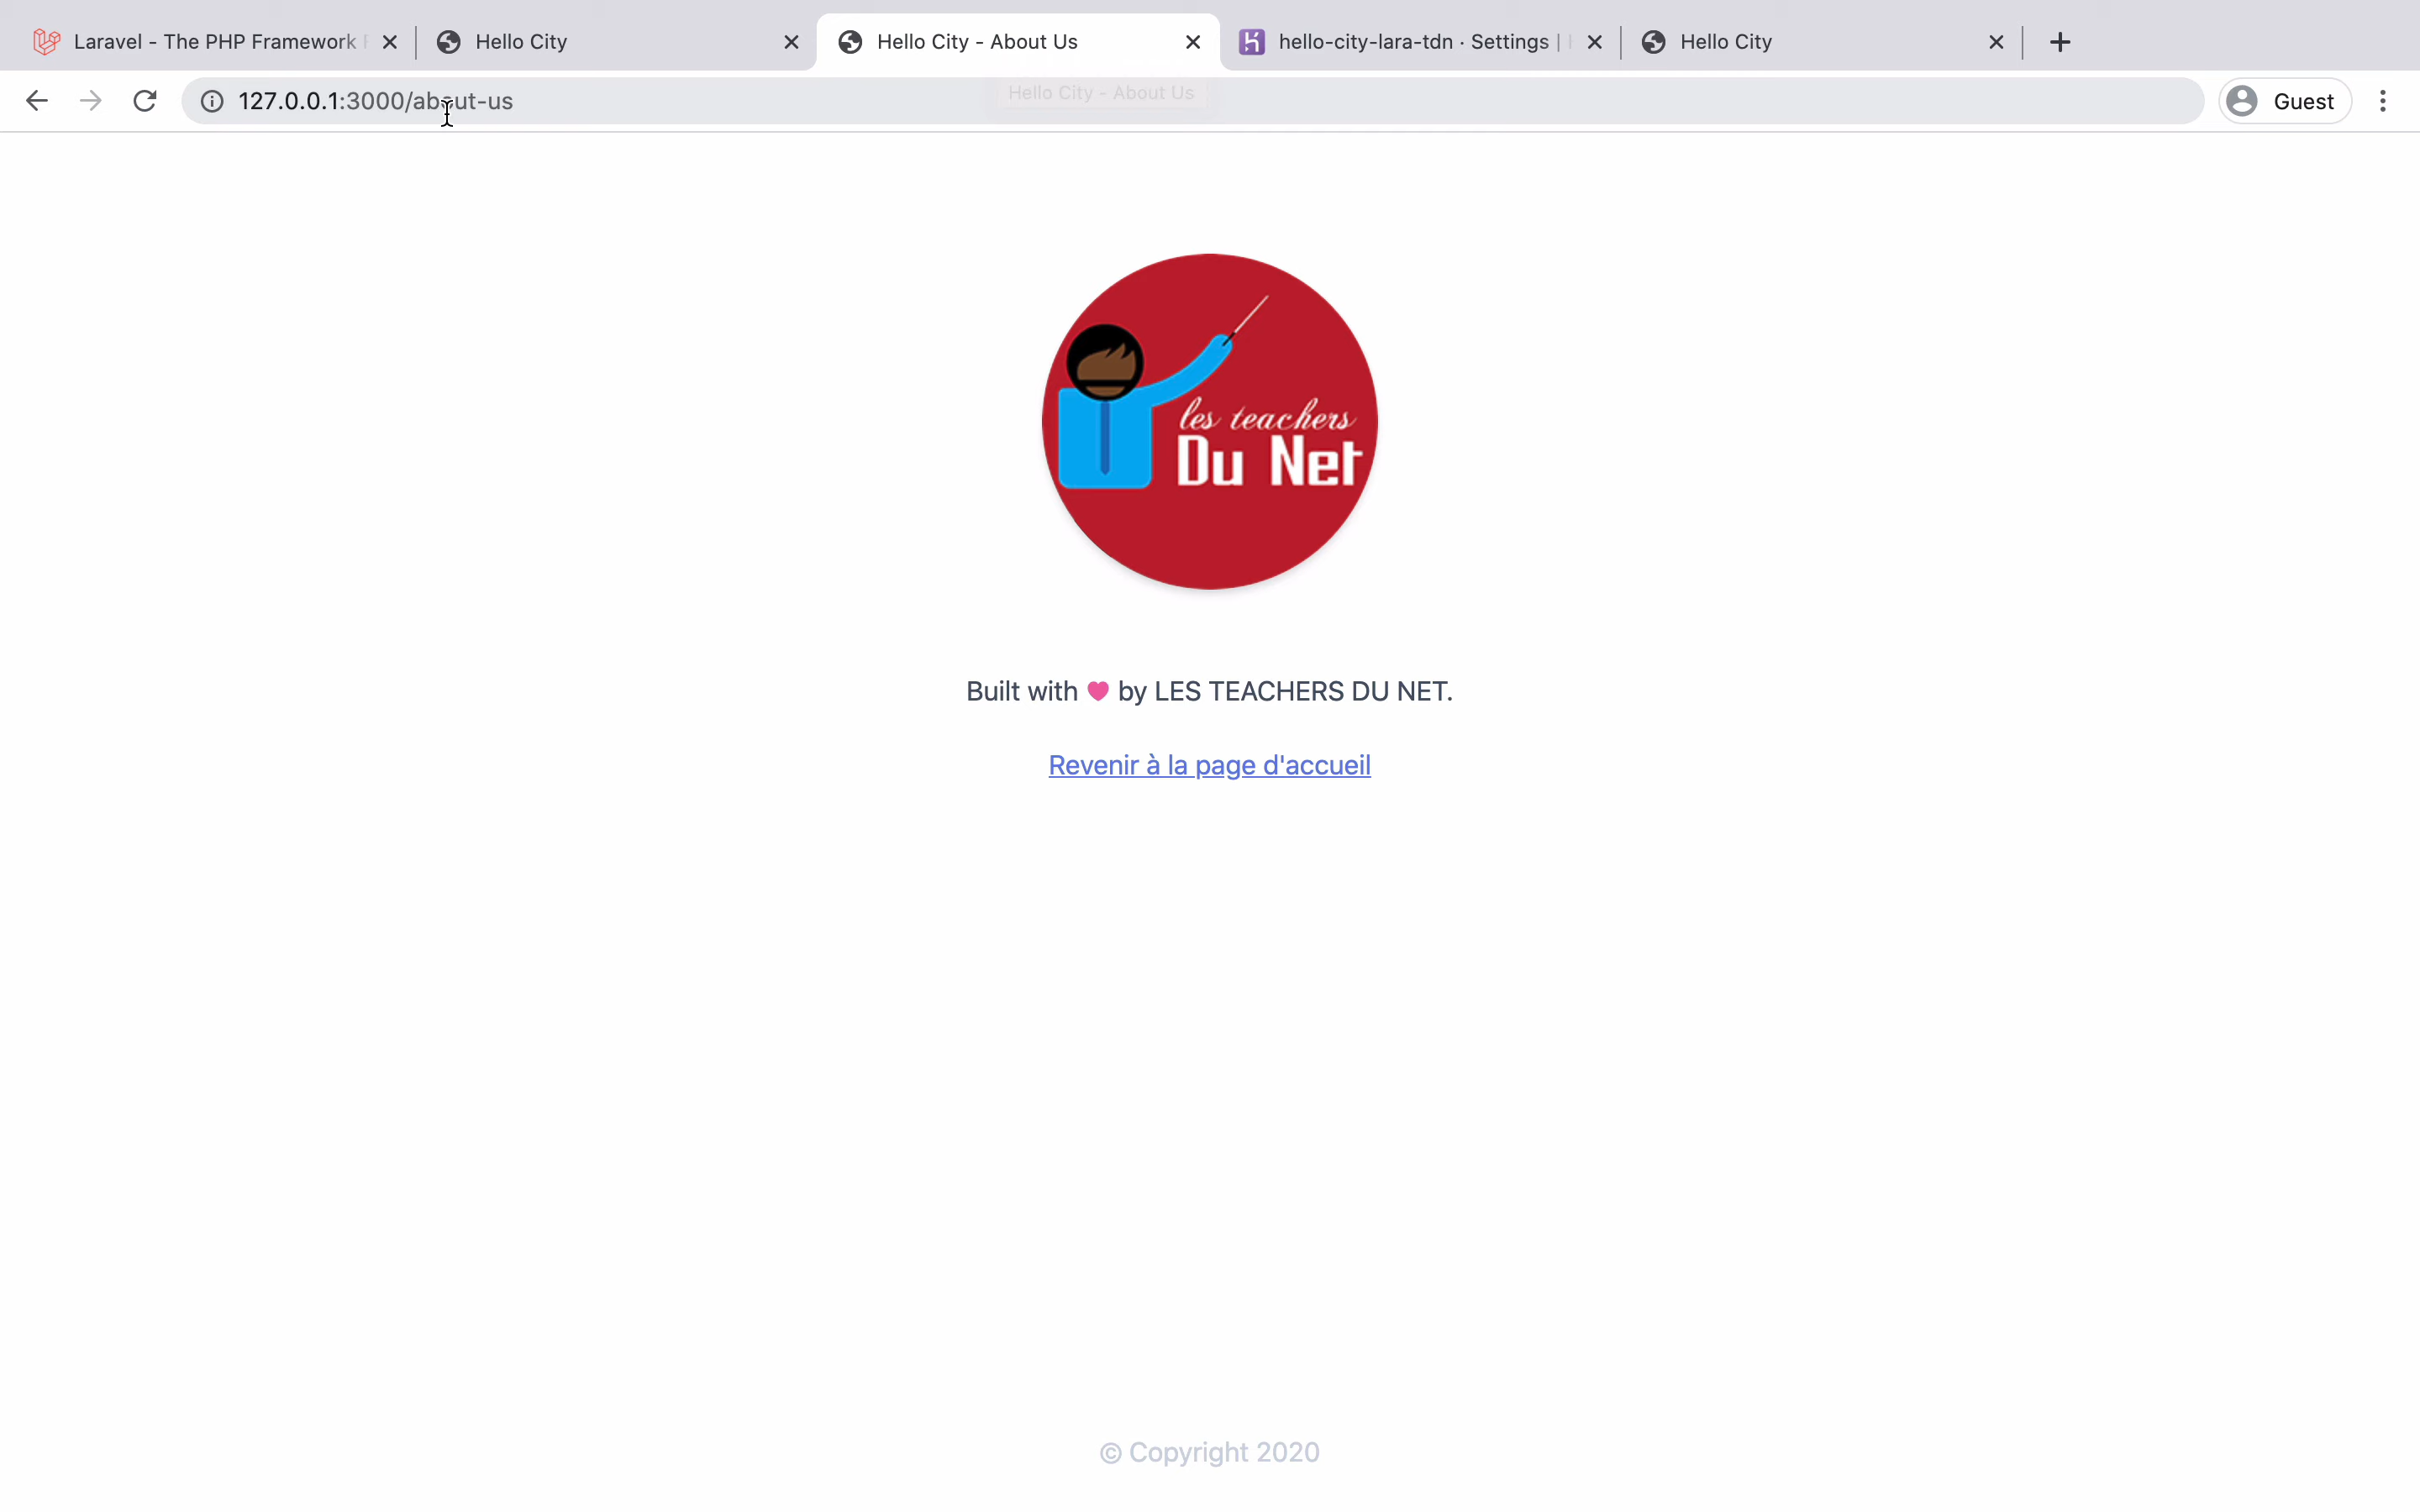 Laravel - The PHP Framework
Hello City
Hello City - About Us
hello-city-lara-tdn · Settings |
Hello City
127.0.0.1:3000/about-us
Hello City - About Us
Guest
les teachers
Du Net
Built with 💗 by LES TEACHERS DU NET.
Revenir à la page d'accueil
© Copyright 2020